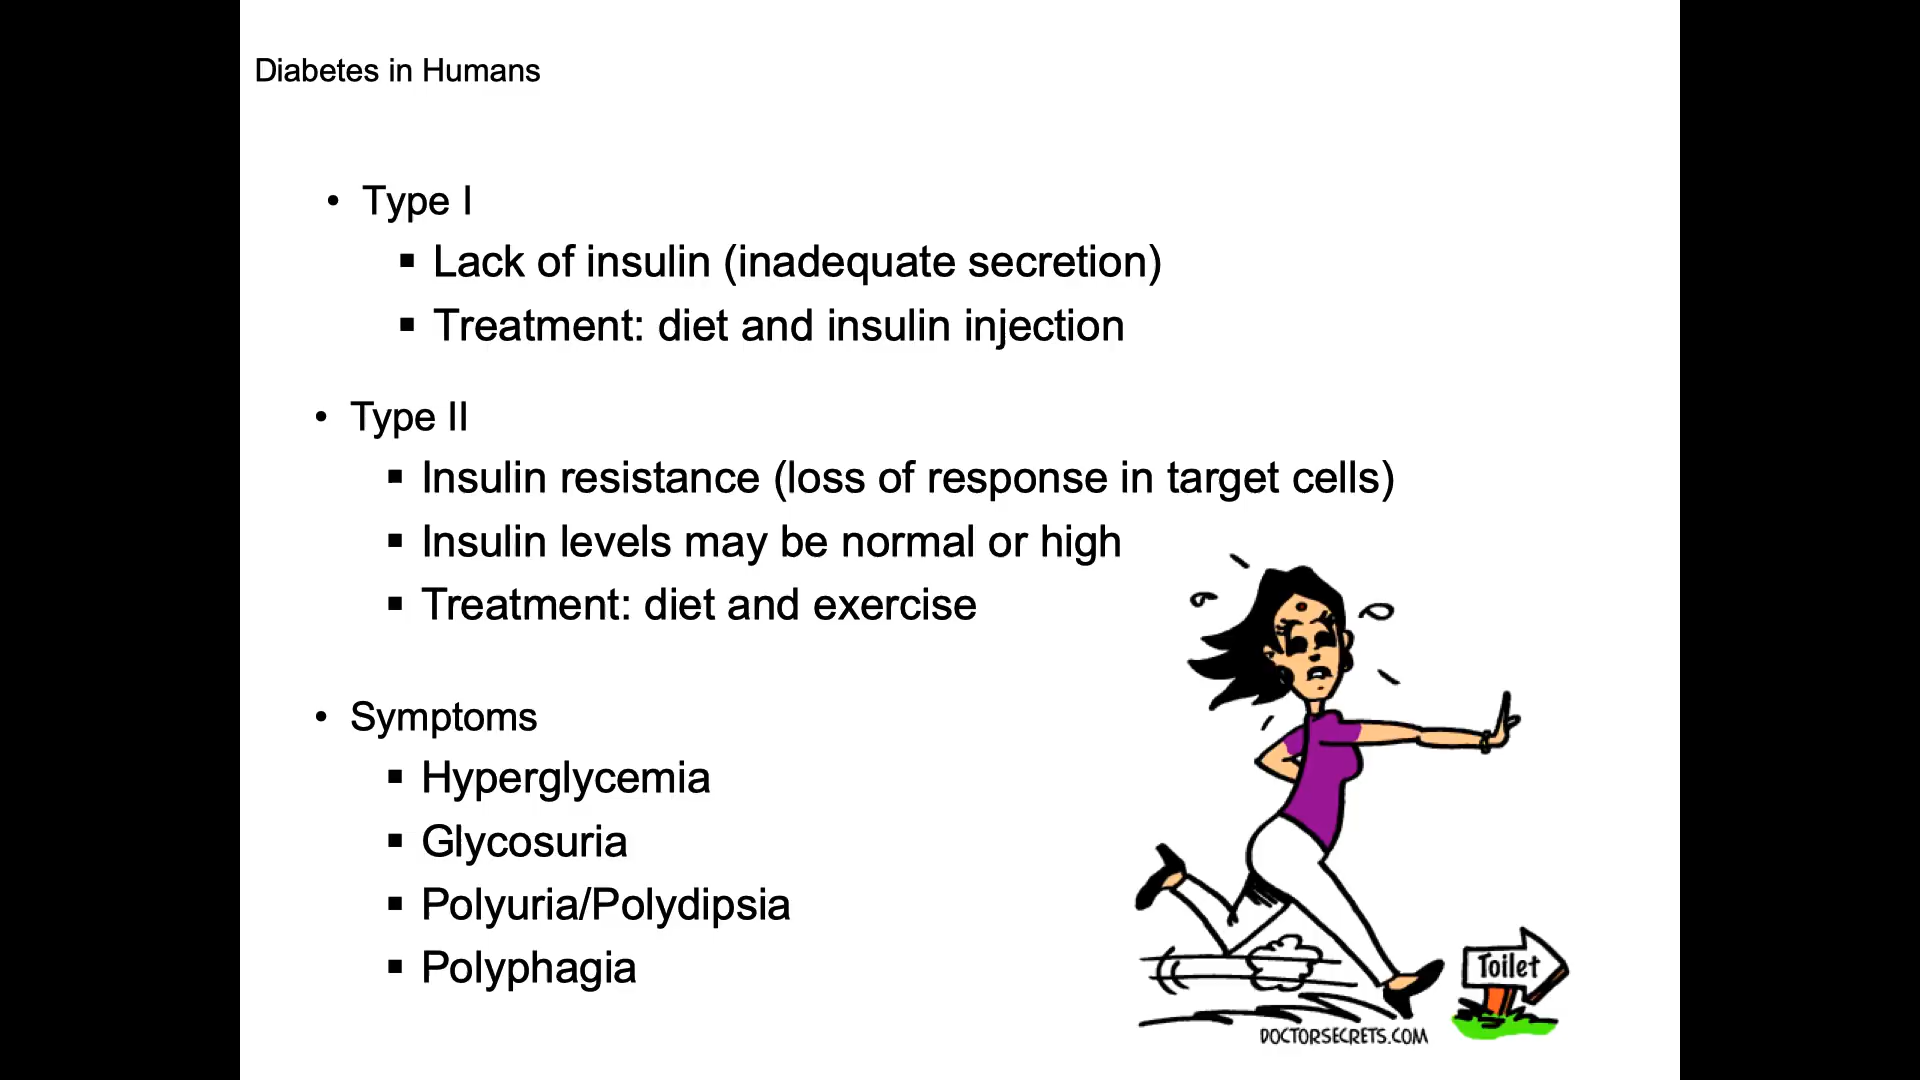 Diabetes in Humans
• Type I
▪ Lack of insulin (inadequate secretion)
▪ Treatment: diet and insulin injection
• Type II
▪ Insulin resistance (loss of response in target cells)
▪ Insulin levels may be normal or high
▪ Treatment: diet and exercise
• Symptoms
▪ Hyperglycemia
▪ Glycosuria
▪ Polyuria/Polydipsia
▪ Polyphagia
Toilet
DOCTORSECRETS.COM